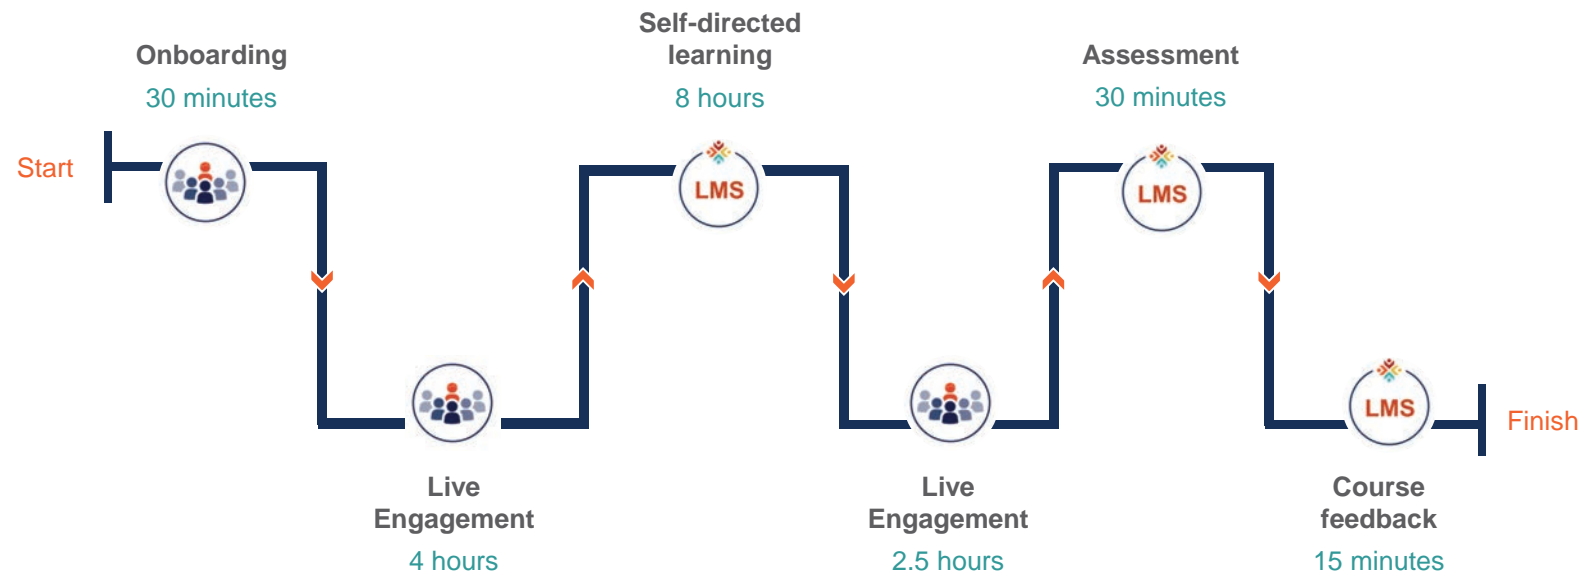 Start
Onboarding
30 minutes
Live
Engagement
4 hours
Self-directed
learning
8 hours
LMS
Live
Engagement
2.5 hours
Assessment
30 minutes
LMS
Course
feedback
15 minutes
LMS
Finish